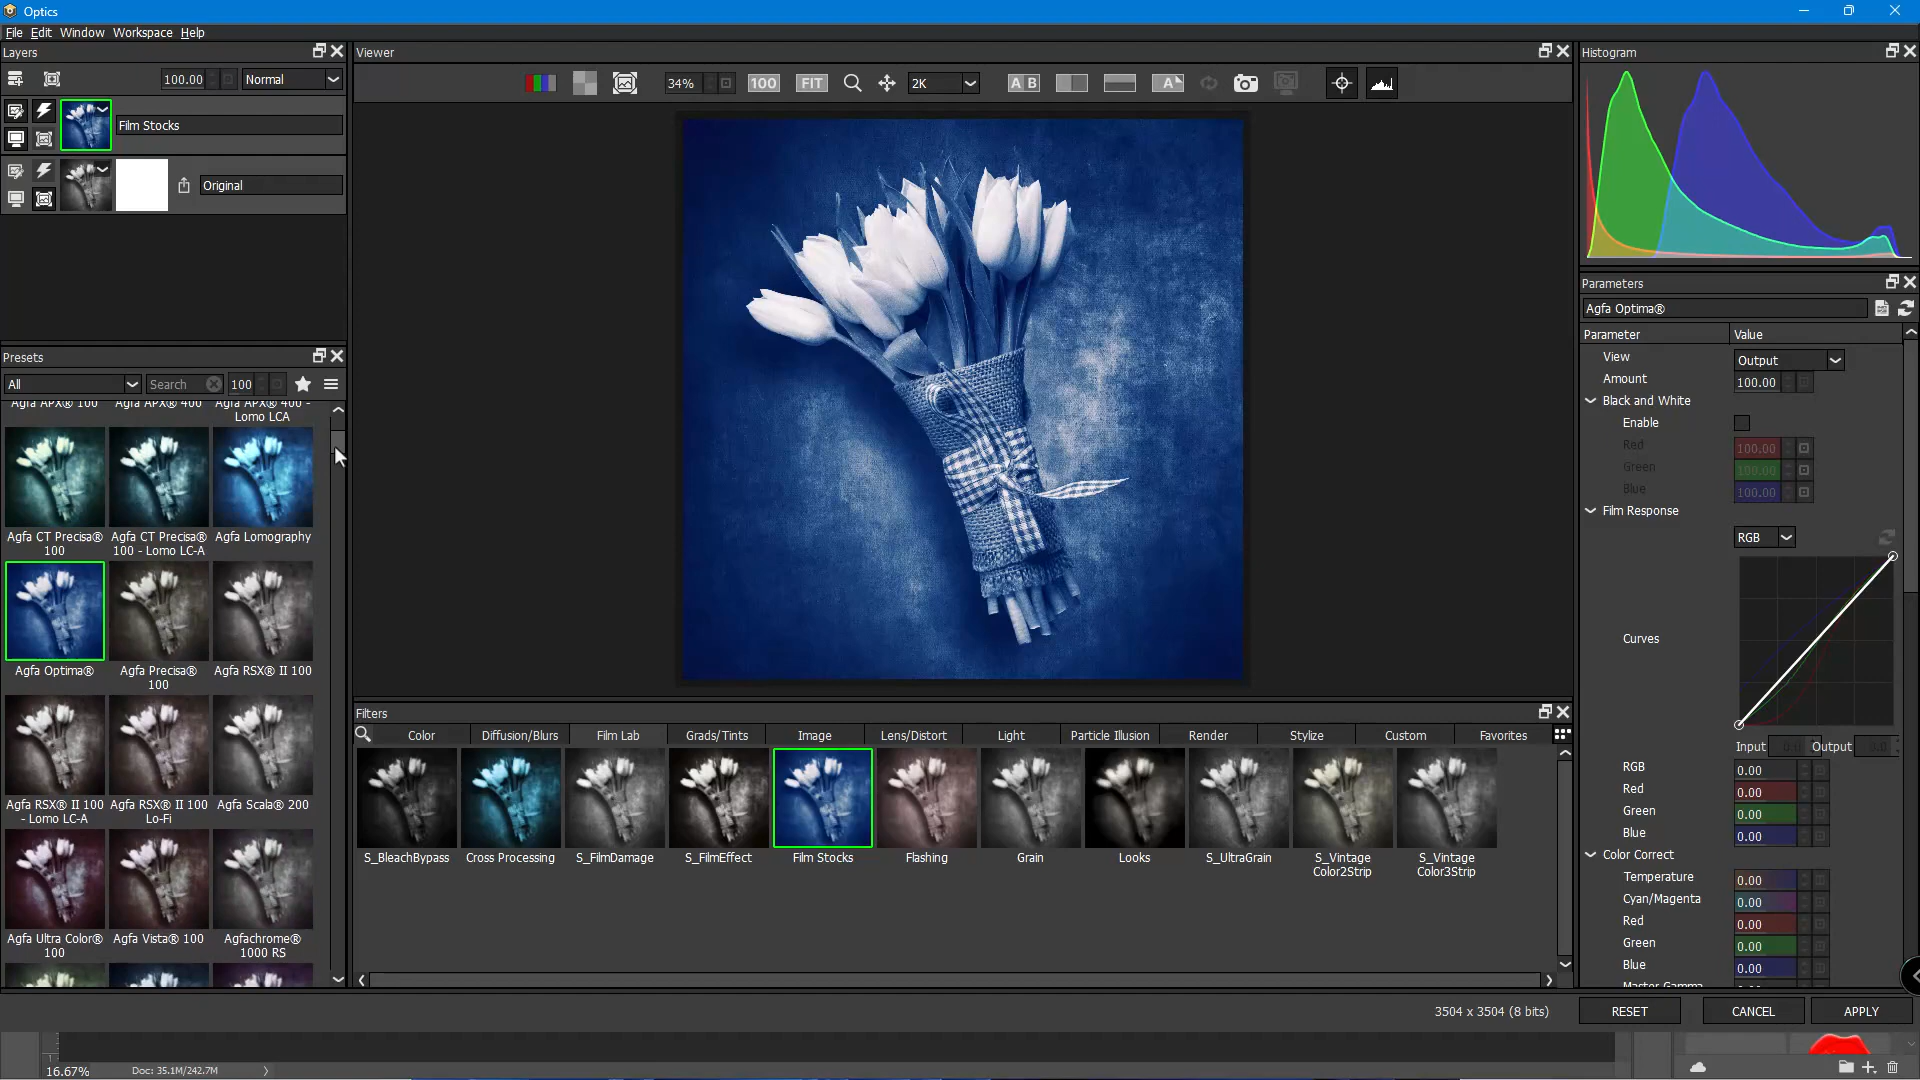 Optics
File Edit Window Workspace Help
Layers
100.00 Normal
Film Stocks
Original
Presets
All Search 100
Agfa APX® 100 Agfa APX® 400 Agfa APX® 400 - Lomo LCA
Agfa CT Precisa® 100
Agfa CT Precisa® 100 - Lomo LC-A
Agfa Lomography
Agfa Optima®
Agfa Precisa® 100
Agfa RSX® II 100
Agfa RSX® II 100 - Lomo LC-A
Agfa RSX® II 100 Lo-Fi
Agfa Scala® 200
Agfa Ultra Color® 100
Agfa Vista® 100
Agfachrome® 1000 RS
Viewer
34% 100 FIT 2K A B A
Filters
Color Diffusion/Blurs Film Lab Grads/Tints Image Lens/Distort Light Particle Illusion Render Stylize Custom Favorites
S_BleachBypass
Cross Processing
S_FilmDamage
S_FilmEffect
Film Stocks
Flashing
Grain
Looks
S_UltraGrain
S_Vintage Color2Strip
S_Vintage Color3Strip
Histogram
Parameters
Agfa Optima®
Parameter Value
View Output
Amount 100.00
Black and White
Enable
Red 100.00
Green 100.00
Blue 100.00
Film Response
RGB
Curves
Input 0.0 Output 0.0
RGB 0.00
Red 0.00
Green 0.00
Blue 0.00
Color Correct
Temperature 0.00
Cyan/Magenta 0.00
Red 0.00
Green 0.00
Blue 0.00
Master Gamma
3504 x 3504 (8 bits) RESET CANCEL APPLY
16.67% Doc: 35.1M/242.7M